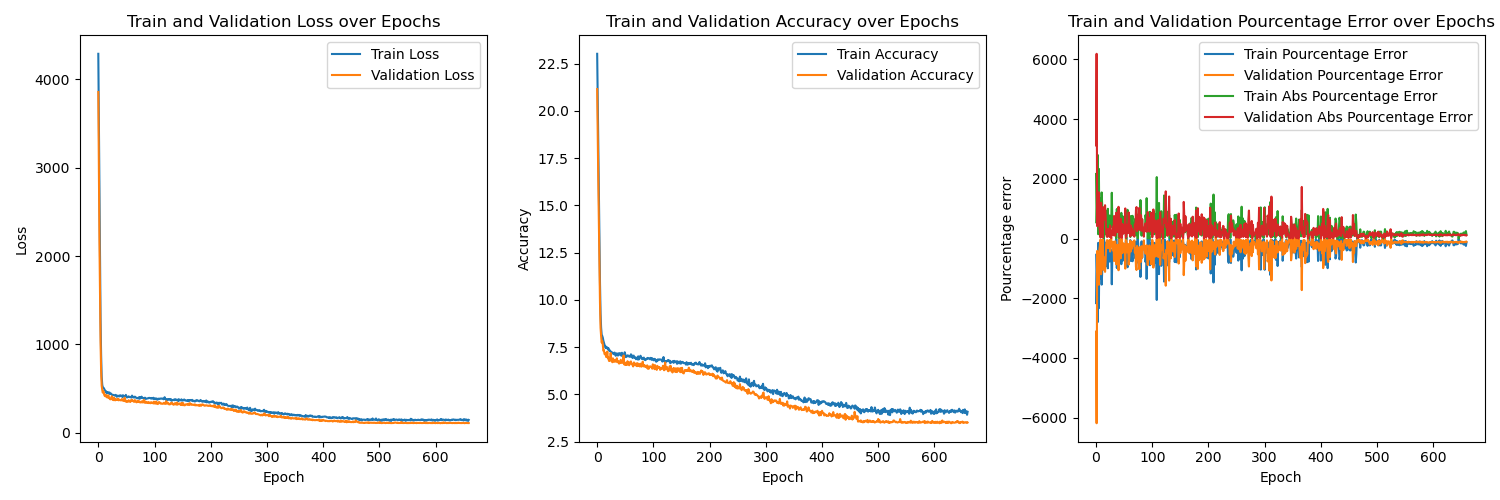 Train and Validation Loss over Epochs
Train Loss
Validation Loss
4000
3000
2000
1000
0
Loss
0 100 200 300 400 500 600
Epoch
Train and Validation Accuracy over Epochs
Train Accuracy
Validation Accuracy
22.5
20.0
17.5
15.0
12.5
10.0
7.5
5.0
2.5
Accuracy
0 100 200 300 400 500 600
Epoch
Train and Validation Pourcentage Error over Epochs
Train Pourcentage Error
Validation Pourcentage Error
Train Abs Pourcentage Error
Validation Abs Pourcentage Error
6000
4000
2000
0
−2000
−4000
−6000
Pourcentage error
0 100 200 300 400 500 600
Epoch